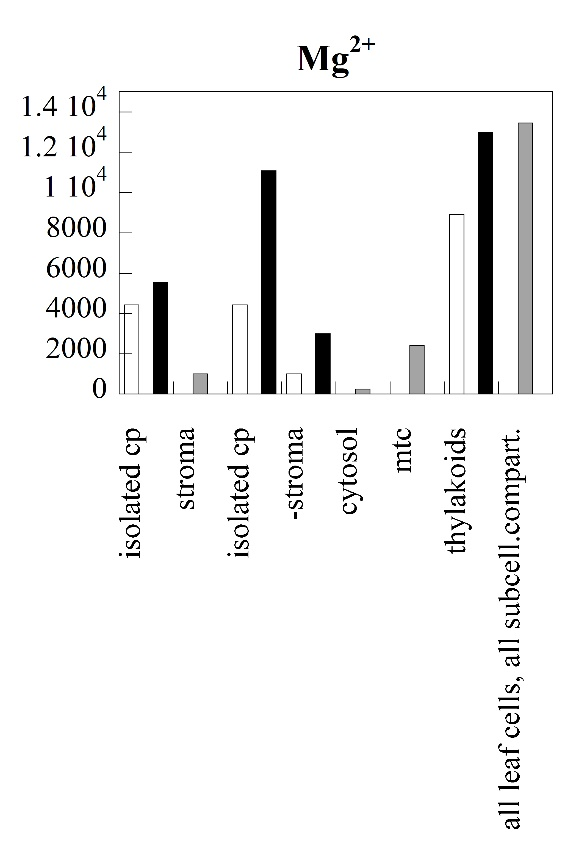 Mg²⁺
1.4 10⁴
1.2 10⁴
1 10⁴
8000
6000
4000
2000
0
isolated cp
stroma
isolated cp
-stroma
cytosol
mtc
thylakoids
all leaf cells, all subcell.compart.